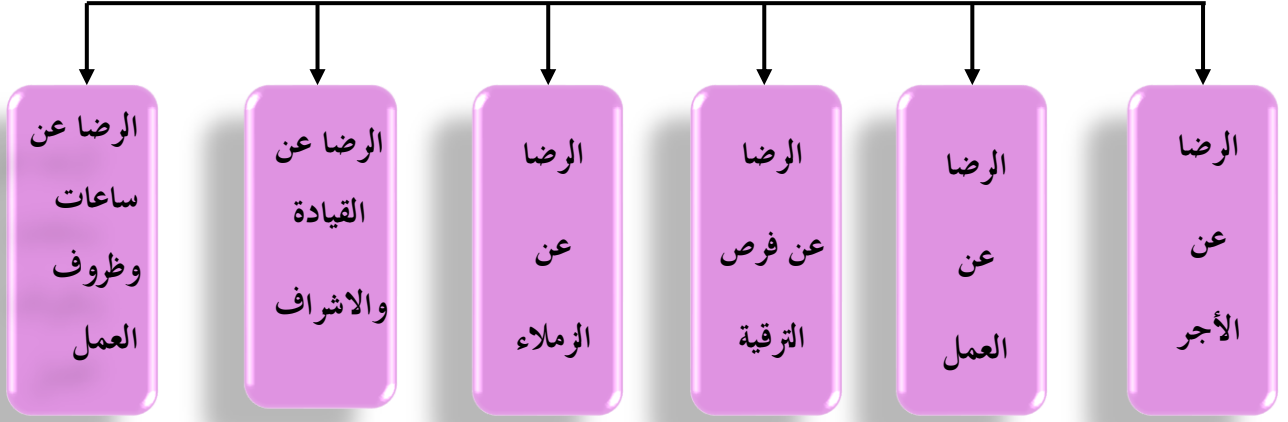 الرضا
عن
الأجر
الرضا
عن
العمل
الرضا
عن فرص
الترقية
الرضا
عن
الزملاء
الرضا عن
القيادة
والاشراف
الرضا عن
ساعات
وظروف
العمل